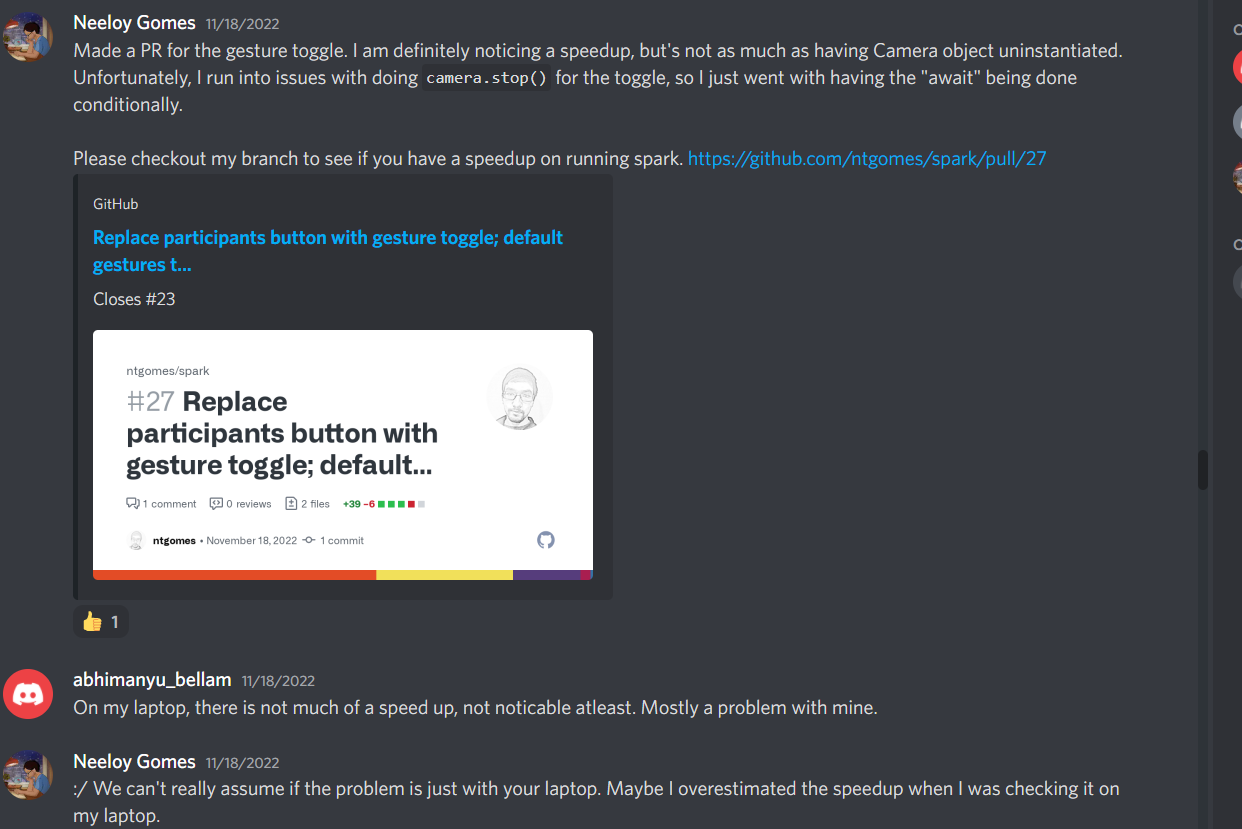 Neeloy Gomes 11/18/2022
Made a PR for the gesture toggle. I am definitely noticing a speedup, but's not as much as having Camera object uninstantiated.
Unfortunately, I run into issues with doing camera.stop() for the toggle, so I just went with having the "await" being done
conditionally.
Please checkout my branch to see if you have a speedup on running spark. https://github.com/ntgomes/spark/pull/27
GitHub
Replace participants button with gesture toggle; default
gestures t...
Closes #23
ntgomes/spark
#27 Replace
participants button with
gesture toggle; default...
1 comment 0 reviews 2 files +39 −6
ntgomes • November 18, 2022 1 commit
👍 1
abhimanyu_bellam 11/18/2022
On my laptop, there is not much of a speed up, not noticable atleast. Mostly a problem with mine.
Neeloy Gomes 11/18/2022
:/ We can't really assume if the problem is just with your laptop. Maybe I overestimated the speedup when I was checking it on
my laptop.